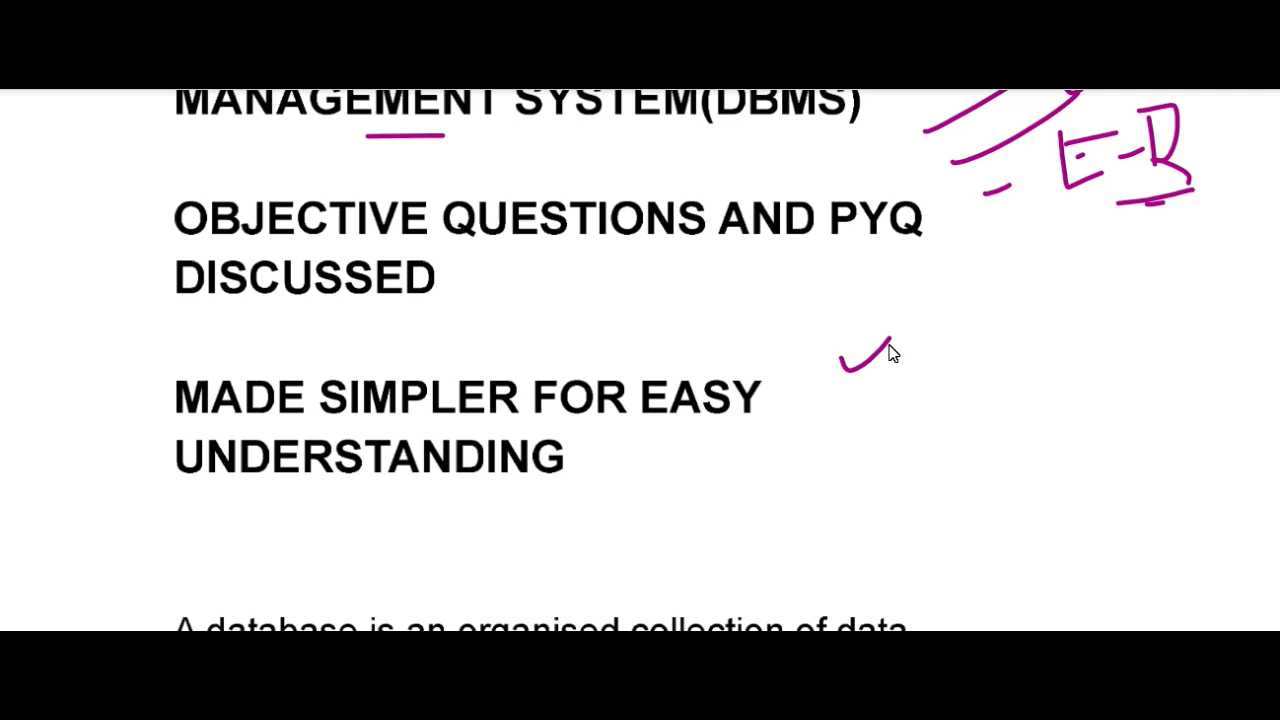 MANAGEMENT SYSTEM(DBMS)
E-R
OBJECTIVE QUESTIONS AND PYQ
DISCUSSED
MADE SIMPLER FOR EASY
UNDERSTANDING
A database is an organised collection of data